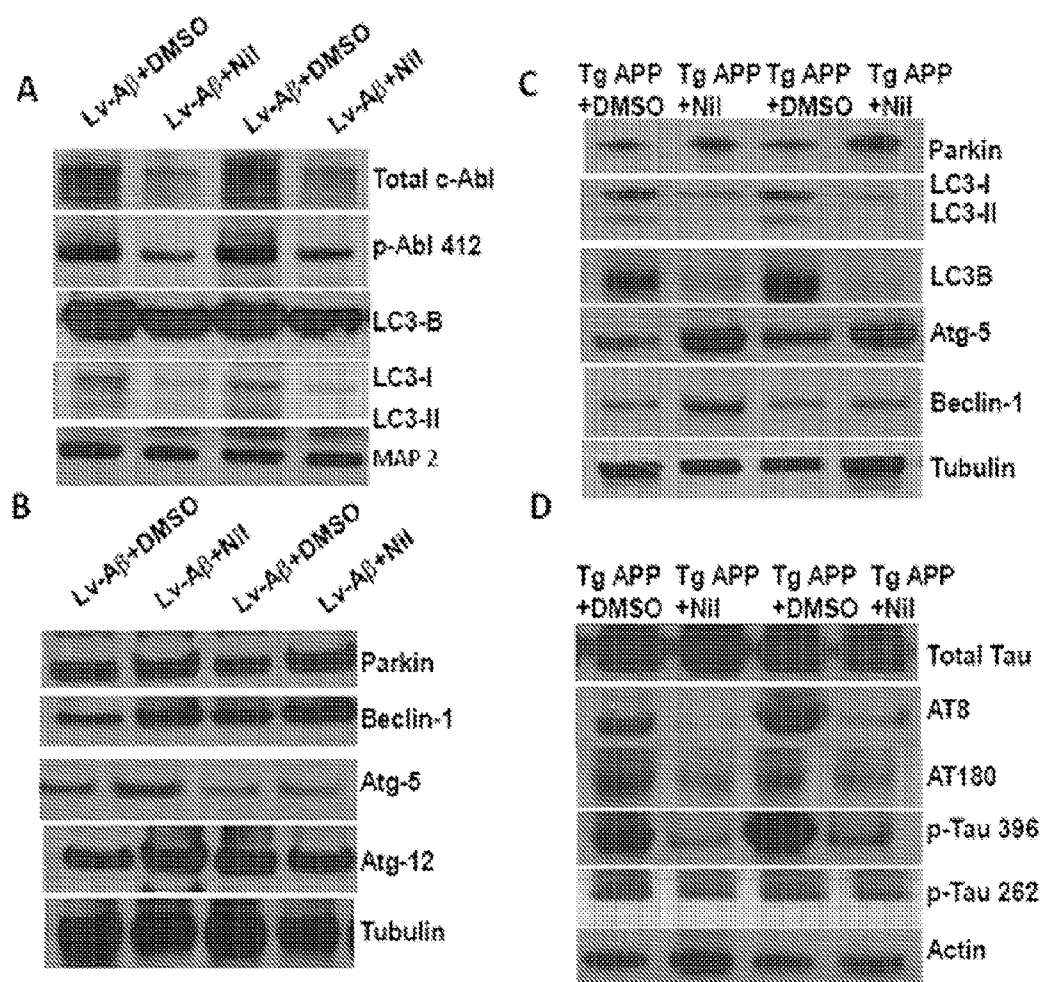 A
Lv-Aβ+DMSO
Lv-Aβ+Nil
Lv-Aβ+DMSO
Lv-Aβ+Nil
Total c-Abl
p-Abl 412
LC3-B
LC3-I
LC3-II
MAP 2
B
Lv-Aβ+DMSO
Lv-Aβ+Nil
Lv-Aβ+DMSO
Lv-Aβ+Nil
Parkin
Beclin-1
Atg-5
Atg-12
Tubulin
C
Tg APP Tg APP Tg APP Tg APP
+DMSO +Nil +DMSO +Nil
Parkin
LC3-I
LC3-II
LC3B
Atg-5
Beclin-1
Tubulin
D
Tg APP Tg APP Tg APP Tg APP
+DMSO +Nil +DMSO +Nil
Total Tau
AT8
AT180
p-Tau 396
p-Tau 262
Actin